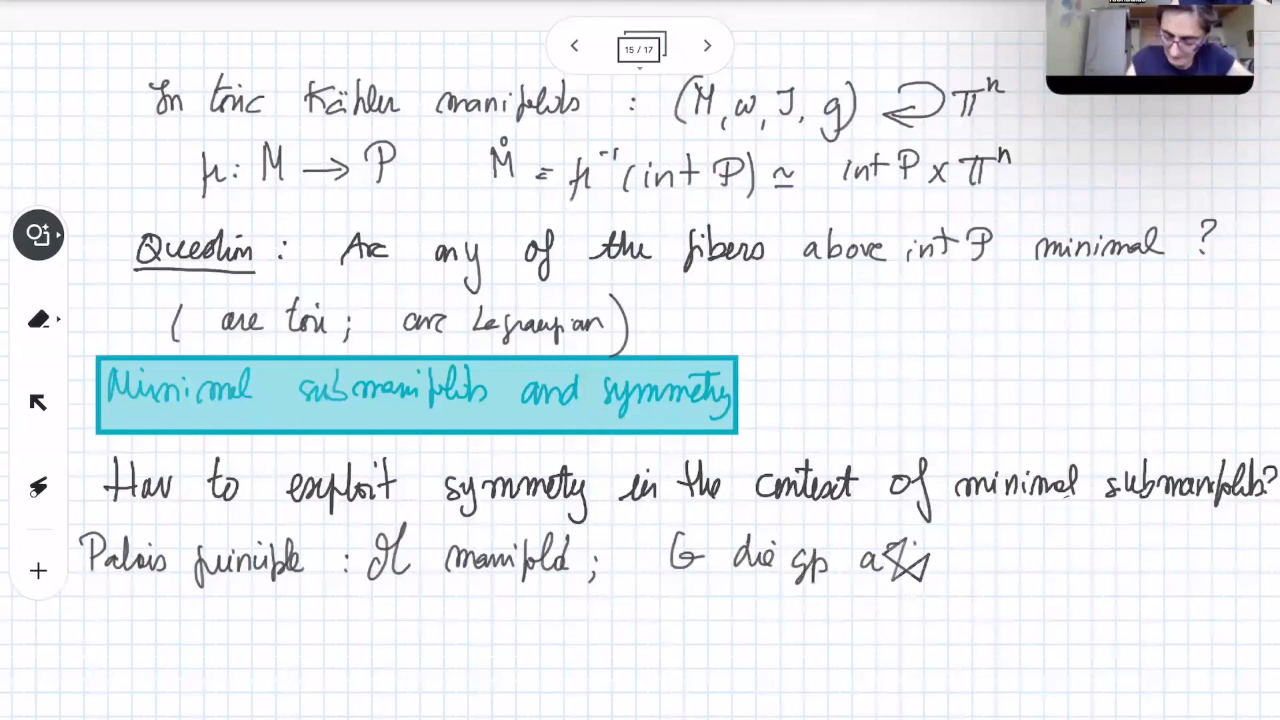 15 / 17
In toric Kähler manifolds : (M, ω, J, g) ↩ 𝕋ⁿ
μ: M → P M̊ = μ⁻¹(int P) ≃ int P × 𝕋ⁿ
Question : Are any of the fibers above int P minimal ?
( are tori ; are Lagrangian )
Minimal submanifolds and symmetry
How to exploit symmetry in the context of minimal submanifolds?
Palais principle : ℳ manifold ; G Lie gp